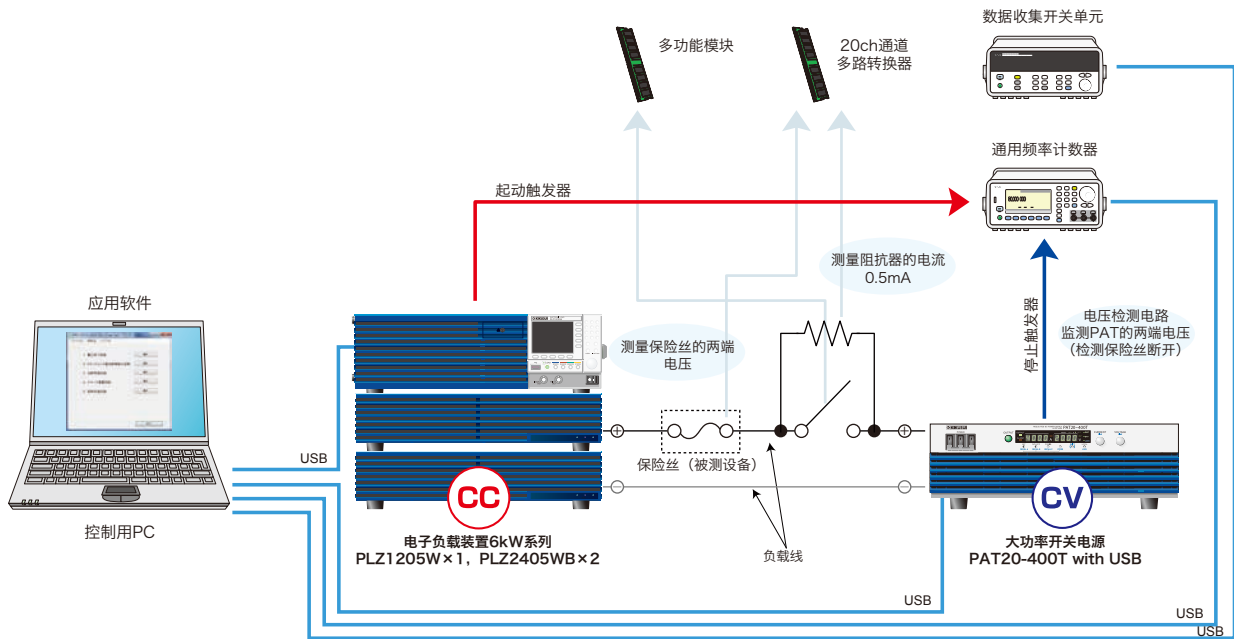 数据收集开关单元
多功能模块
20ch通道
多路转换器
通用频率计数器
起动触发器
测量阻抗器的电流
0.5mA
停止触发器
电压检测电路
监测PAT的两端电压
（检测保险丝断开）
应用软件
测量保险丝的两端
电压
USB
保险丝（被测设备）
CC
CV
控制用PC
电子负载装置6kW系列
PLZ1205W×1，PLZ2405WB×2
负载线
大功率开关电源
PAT20-400T with USB
USB
USB
USB